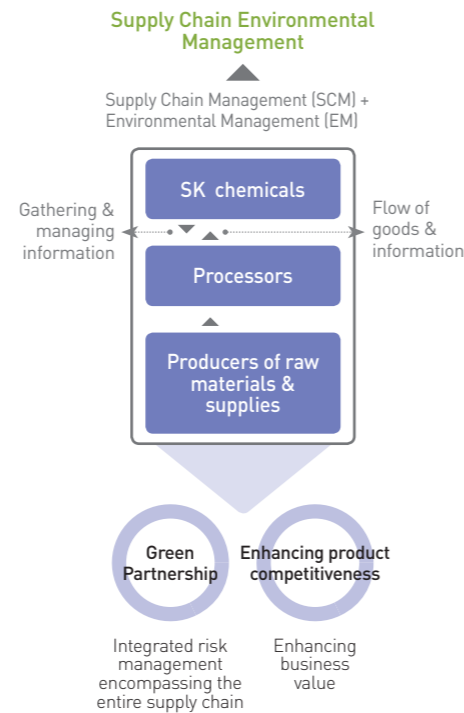 Supply Chain Environmental
Management
Supply Chain Management (SCM) +
Environmental Management (EM)
SK chemicals
Gathering &
managing
information
Flow of
goods &
information
Processors
Producers of raw
materials &
supplies
Green
Partnership
Enhancing product
competitiveness
Integrated risk
management
encompassing the
entire supply chain
Enhancing
business
value